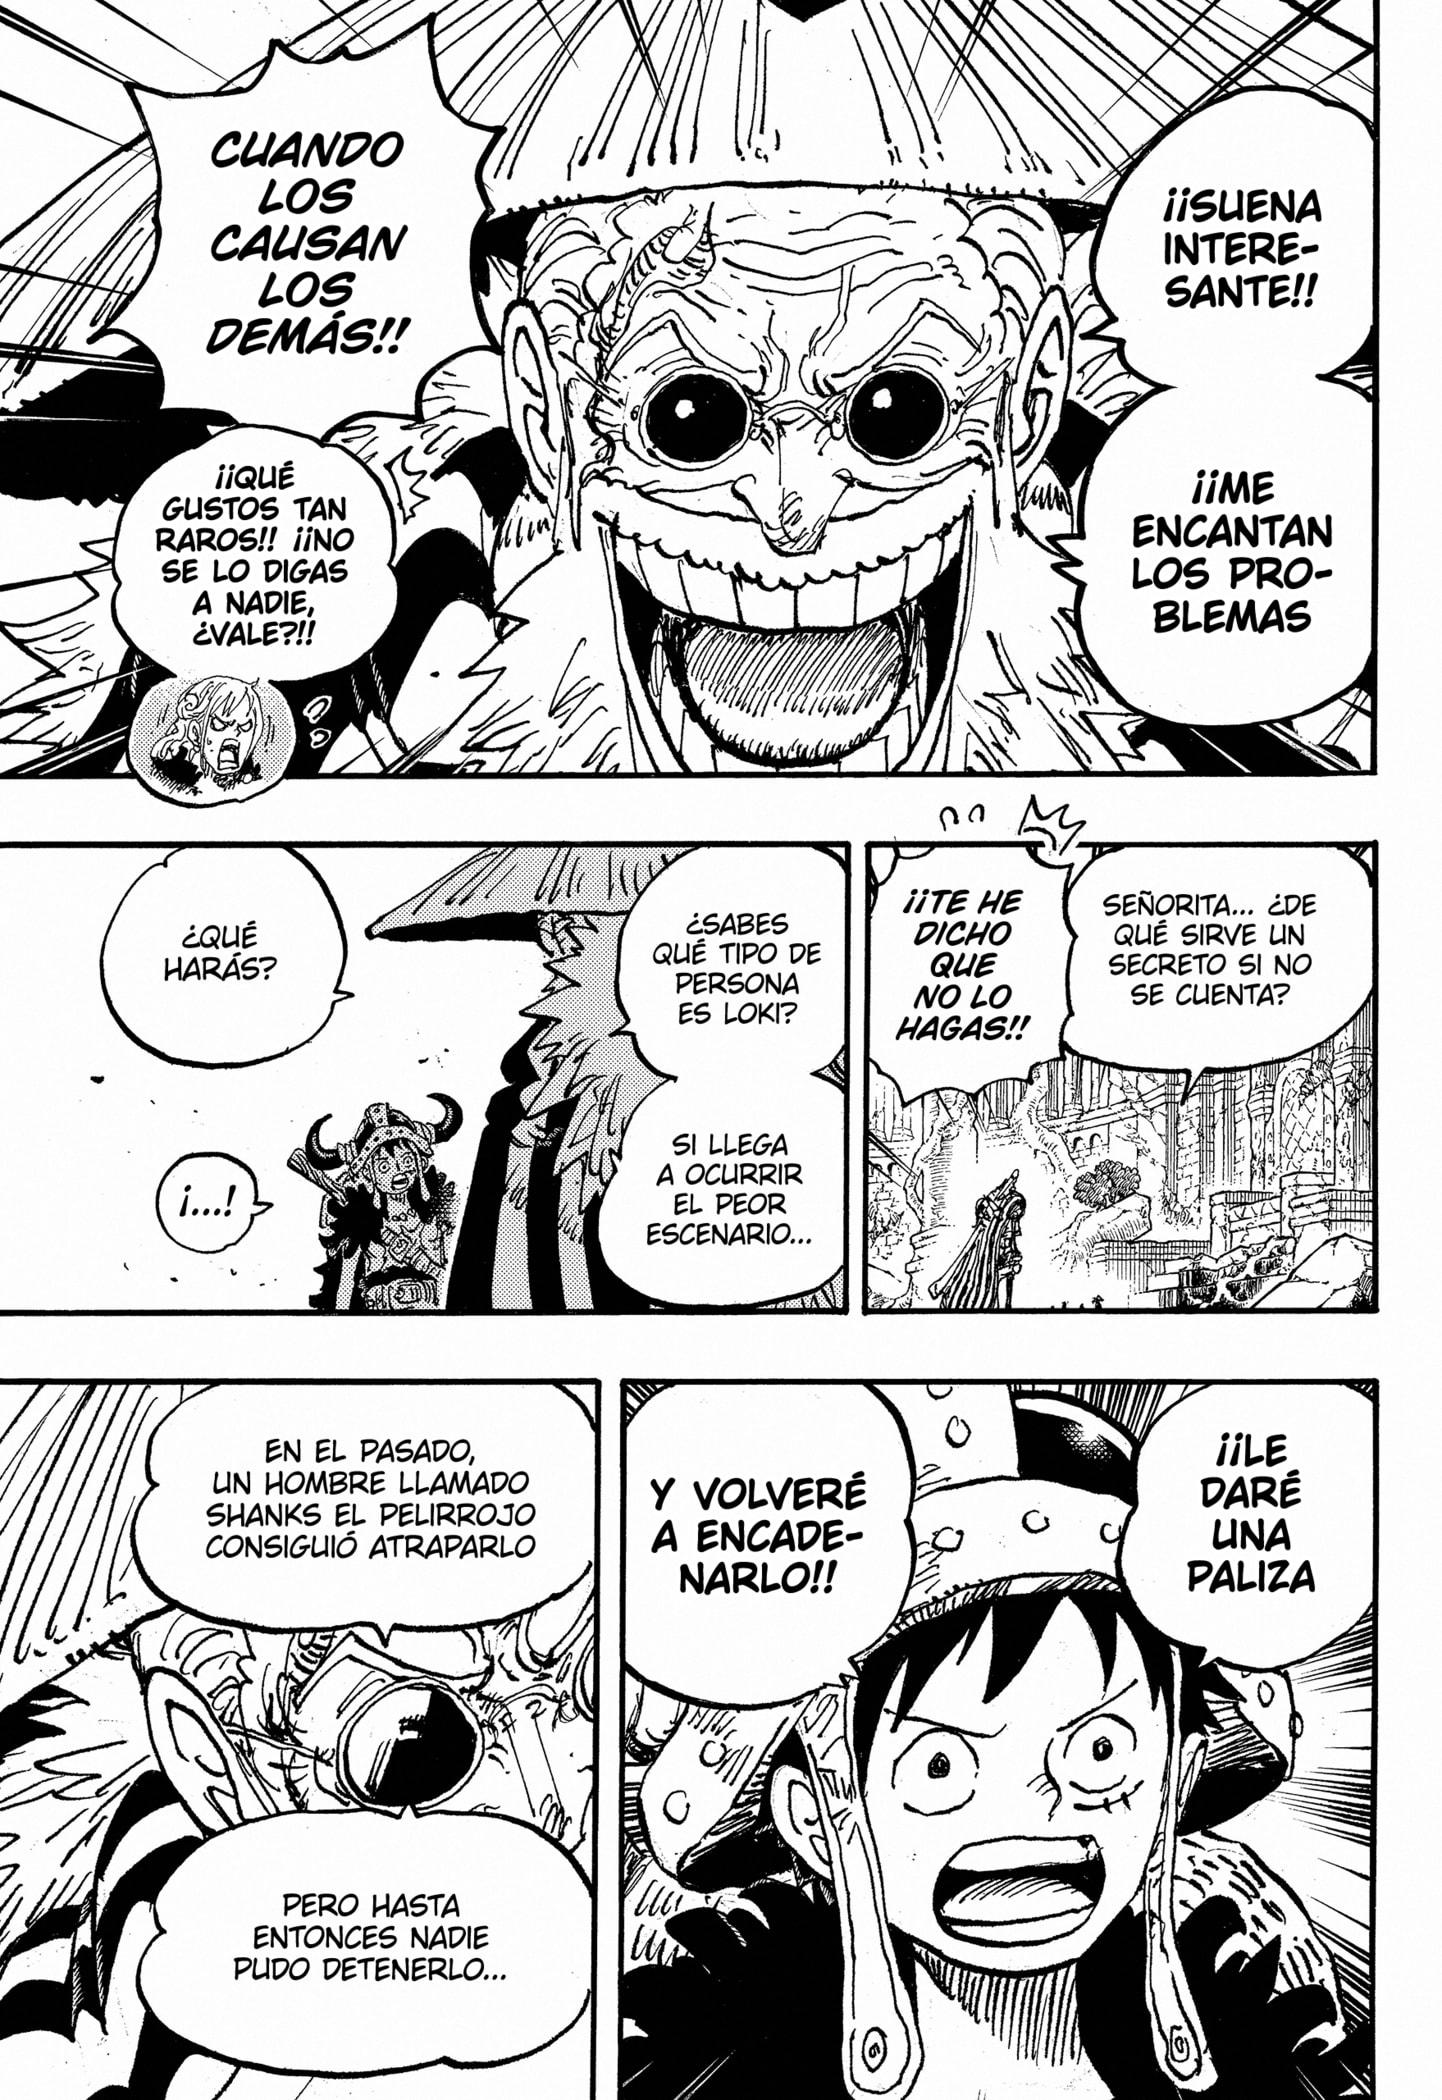 ¡¡SUENA
INTERE-
SANTE!!
¡¡ME
ENCANTAN
LOS PRO-
BLEMAS
CUANDO
LOS
CAUSAN
LOS
DEMÁS!!
¡¡QUÉ
GUSTOS TAN
RAROS!! ¡¡NO
SE LO DIGAS
A NADIE,
¿VALE?!!
SEÑORITA... ¿DE
QUÉ SIRVE UN
SECRETO SI NO
SE CUENTA?
¡¡TE HE
DICHO
QUE
NO LO
HAGAS!!
¿SABES
QUÉ TIPO DE
PERSONA
ES LOKI?
SI LLEGA
A OCURRIR
EL PEOR
ESCENARIO...
¿QUÉ
HARÁS?
¡...!
¡¡LE
DARÉ
UNA
PALIZA
Y VOLVERÉ
A ENCADE-
NARLO!!
EN EL PASADO,
UN HOMBRE LLAMADO
SHANKS EL PELIRROJO
CONSIGUIÓ ATRAPARLO
PERO HASTA
ENTONCES NADIE
PUDO DETENERLO...